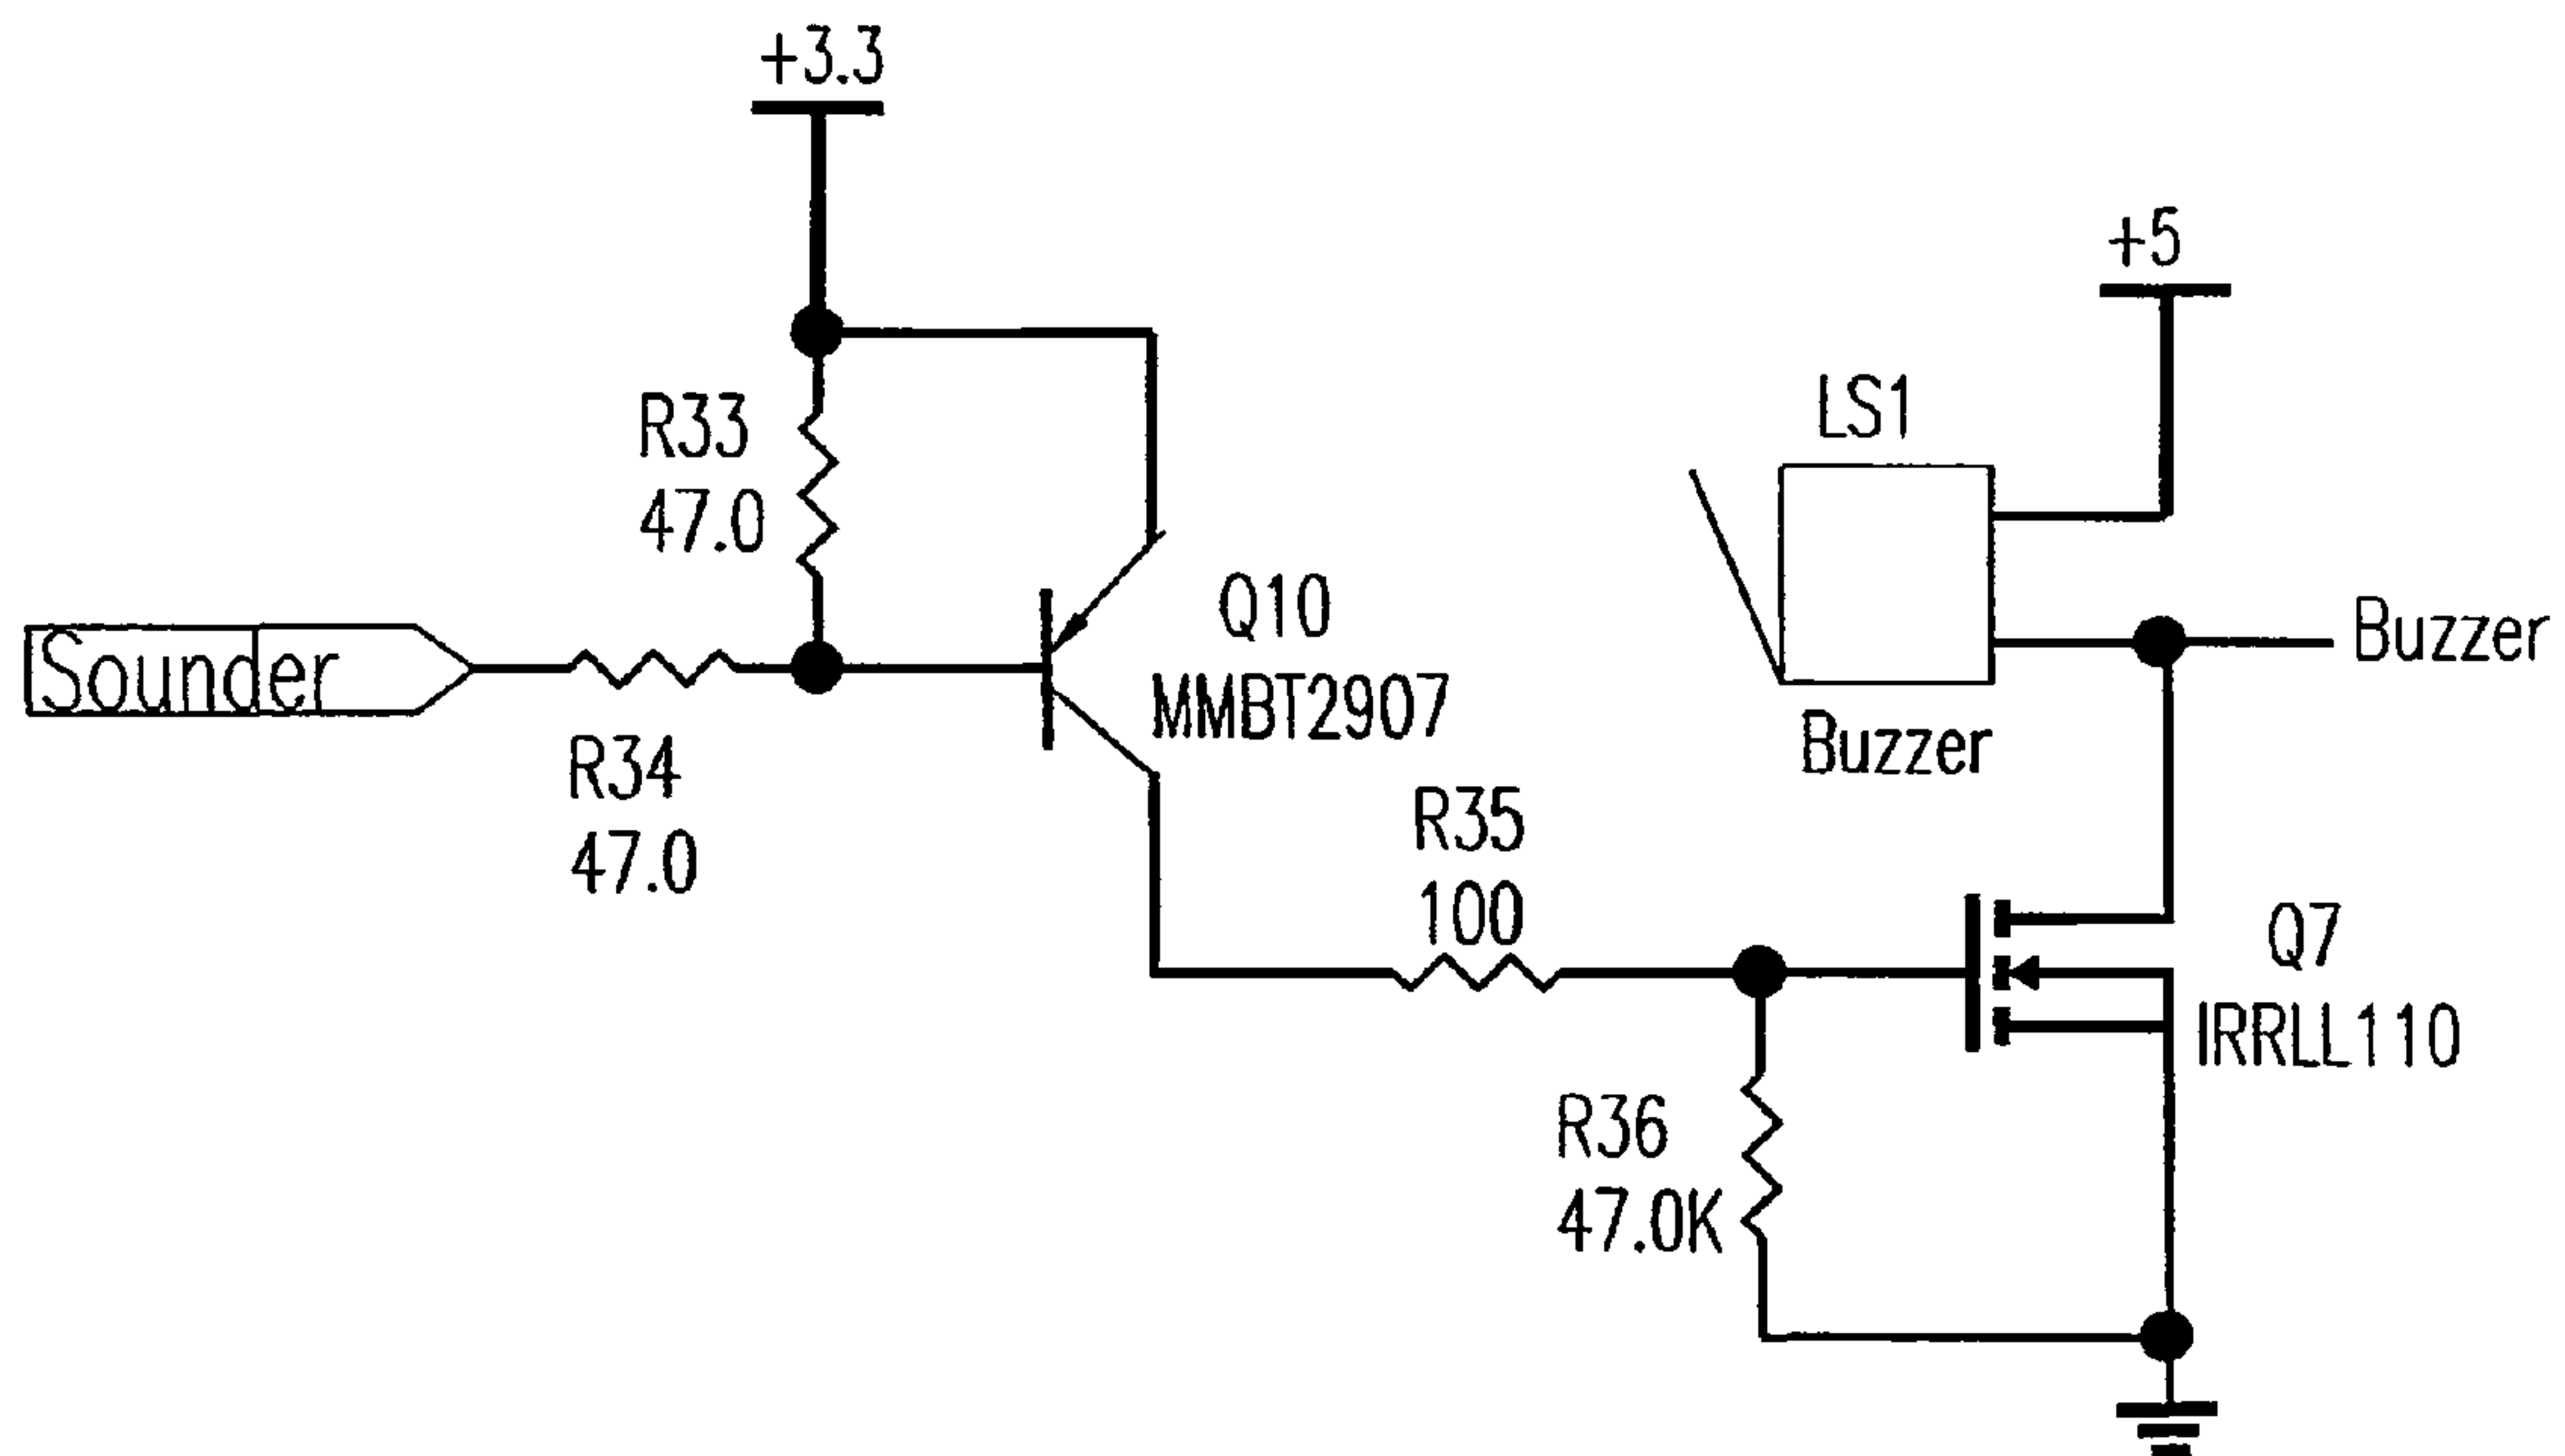 +3.3
+5
R33
47.0
LS1
Sounder
Q10
MMBT2907
Buzzer
Buzzer
R34
47.0
R35
100
Q7
IRRLL110
R36
47.0K